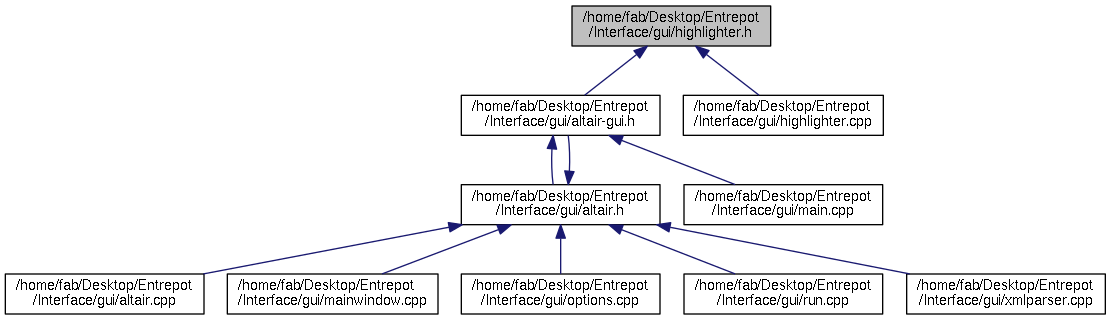 /home/fab/Desktop/Entrepot
/Interface/gui/highlighter.h
/home/fab/Desktop/Entrepot
/Interface/gui/altair-gui.h
/home/fab/Desktop/Entrepot
/Interface/gui/highlighter.cpp
/home/fab/Desktop/Entrepot
/Interface/gui/altair.h
/home/fab/Desktop/Entrepot
/Interface/gui/main.cpp
/home/fab/Desktop/Entrepot
/Interface/gui/altair.cpp
/home/fab/Desktop/Entrepot
/Interface/gui/mainwindow.cpp
/home/fab/Desktop/Entrepot
/Interface/gui/options.cpp
/home/fab/Desktop/Entrepot
/Interface/gui/run.cpp
/home/fab/Desktop/Entrepot
/Interface/gui/xmlparser.cpp